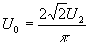 U₀ = 2√2U₂ / π